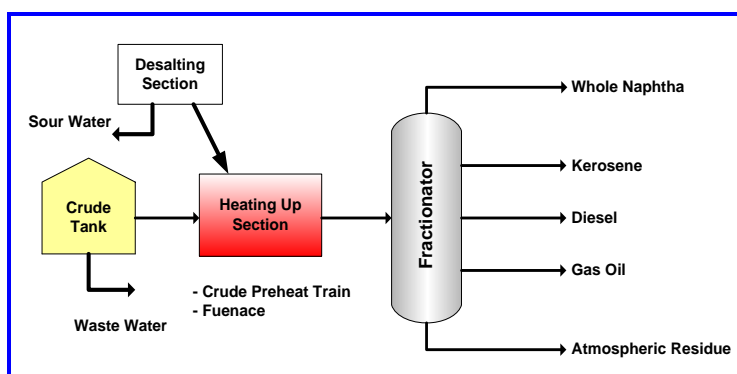 Desalting
Section
Whole Naphtha
Sour Water
Kerosene
Crude
Tank
Heating Up
Section
Fractionator
Diesel
Gas Oil
- Crude Preheat Train
- Fuenace
Waste Water
Atmospheric Residue